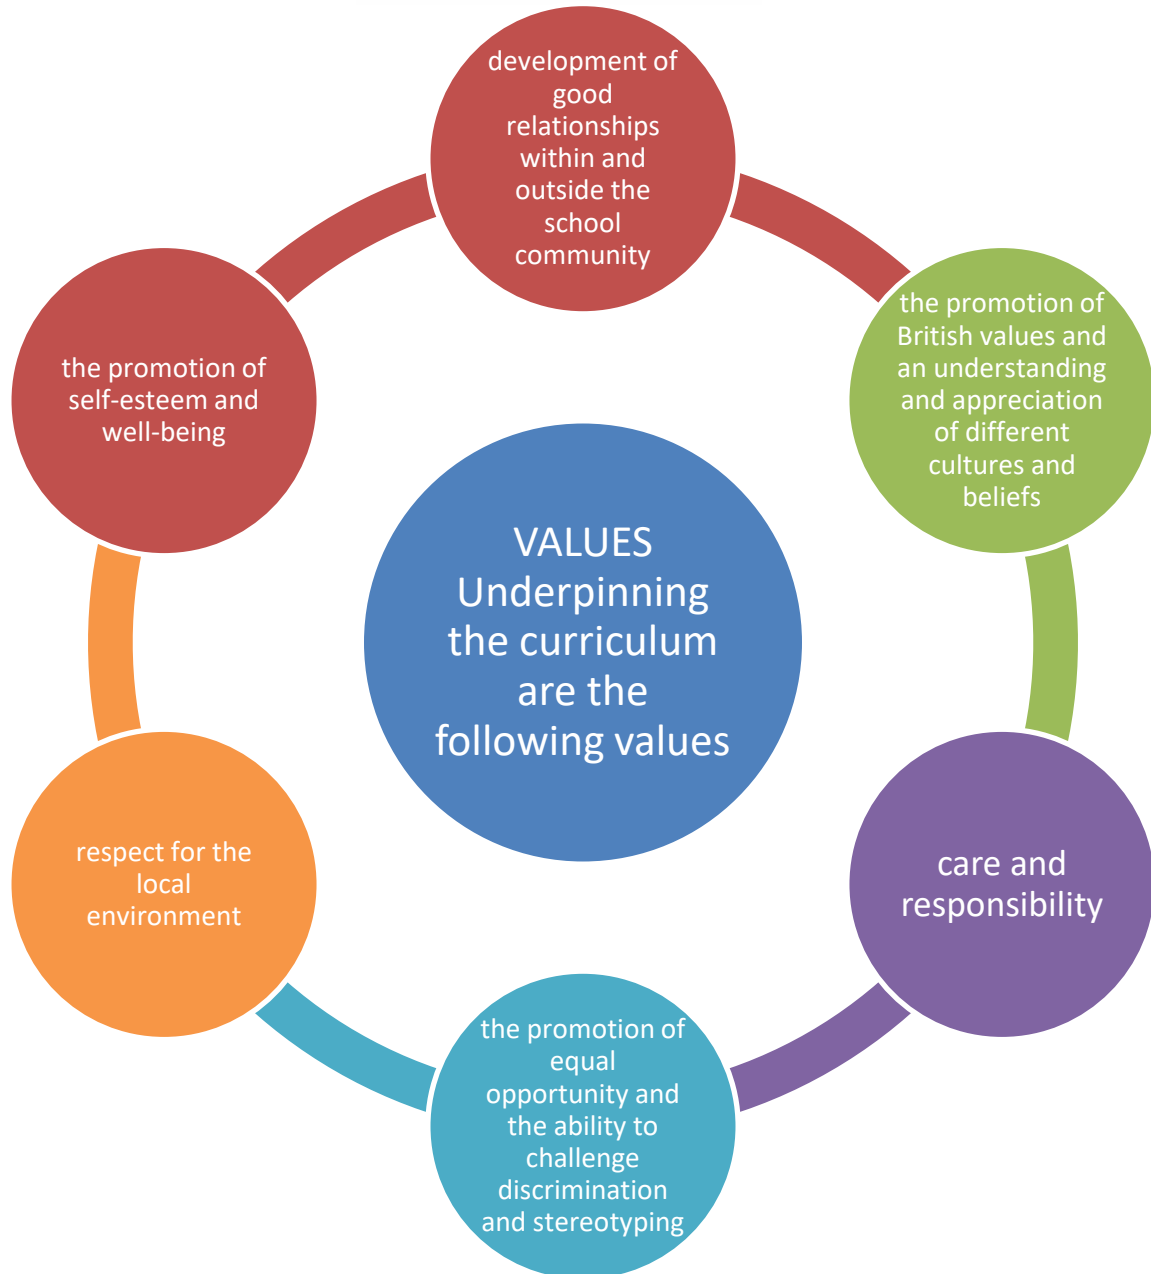 development of
good
relationships
within and
outside the
school
community
the promotion of
British values and
an understanding
and appreciation
of different
cultures and
beliefs
care and
responsibility
the promotion of
equal
opportunity and
the ability to
challenge
discrimination
and stereotyping
respect for the
local
environment
the promotion of
self-esteem and
well-being
VALUES
Underpinning
the curriculum
are the
following values